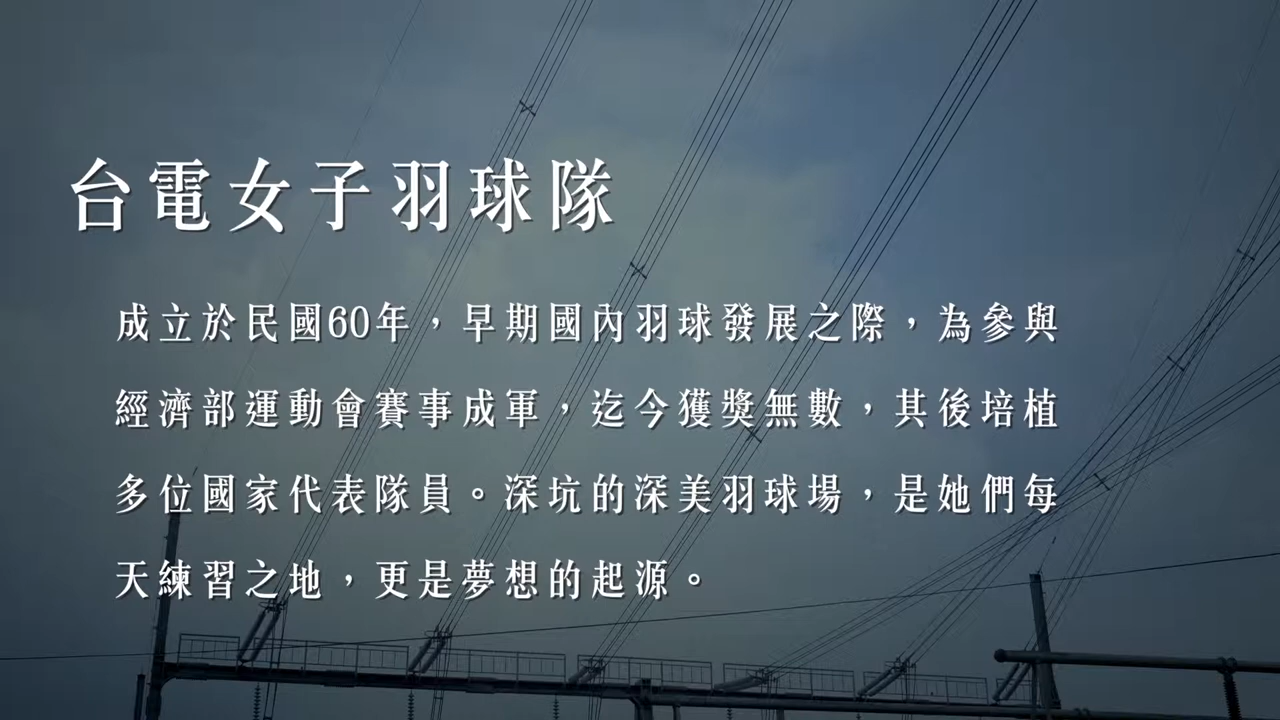 台電女子羽球隊
成立於民國60年，早期國內羽球發展之際，為參與
經濟部運動會賽事成軍，迄今獲獎無數，其後培植
多位國家代表隊員。深坑的深美羽球場，是她們每
天練習之地，更是夢想的起源。